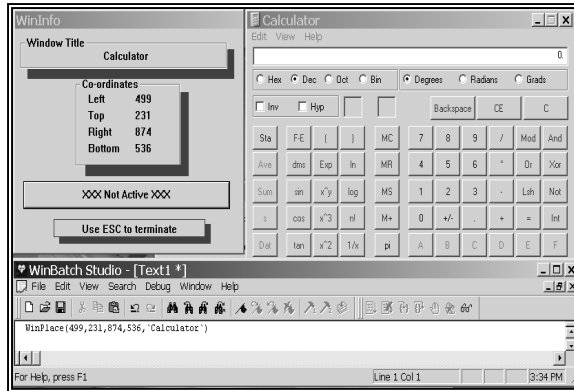 WinInfo
Window Title
Calculator
Co-ordinates
Left 499
Top 231
Right 874
Bottom 536
XXX Not Active XXX
Use ESC to terminate
Calculator
Edit View Help
0.
Hex Dec Oct Bin Degrees Radians Grads
Inv Hyp Backspace CE C
Sta F-E ( ) MC 7 8 9 / Mod And
Ave dms Exp ln MR 4 5 6 * Or Xor
Sum sin x^y log MS 1 2 3 - Lsh Not
s cos x^3 n! M+ 0 +/- . + = Int
Dat tan x^2 1/x pi A B C D E F
WinBatch Studio - [Text1 *]
File Edit View Search Debug Window Help
WinPlace(499,231,874,536,`Calculator`)
For Help, press F1 Line 1 Col 1 3:34 PM